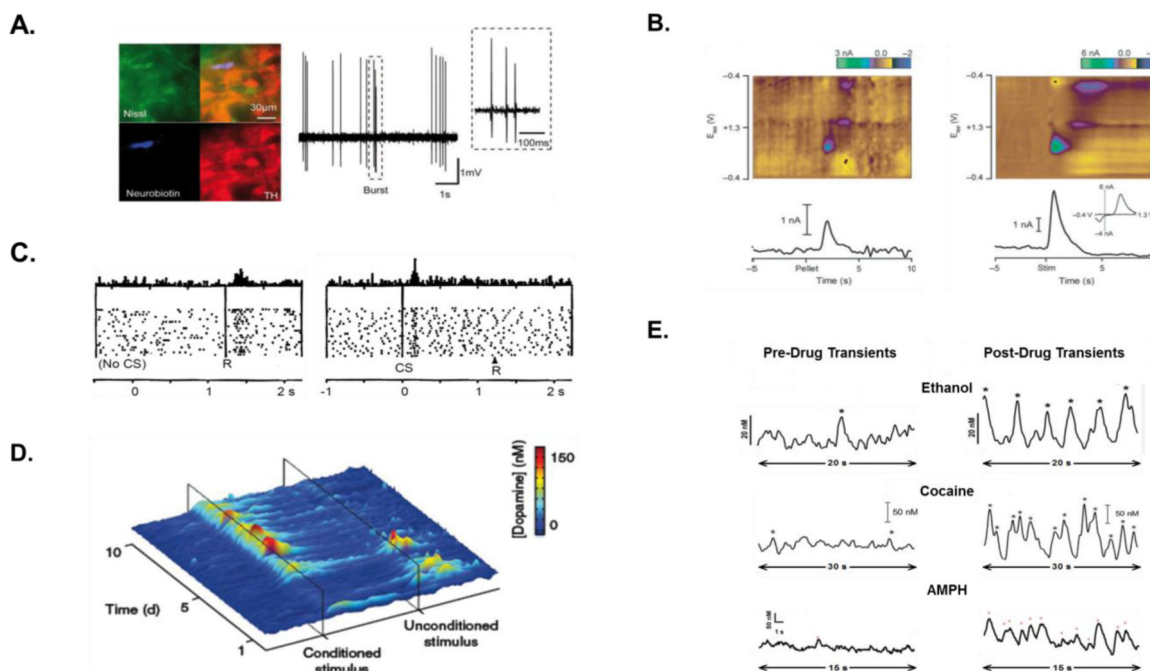 A.
Nissl
30µm
Neurobiotin
TH
Burst
1mV
1s
100ms
B.
3 nA 0.0 –2
–0.4
+1.3
–0.4
E_app (V)
1 nA
–5 Pellet 5 10
Time (s)
6 nA 0.0
–0.4
+1.3
–0.4
E_app (V)
1 nA
6 nA
–0.4 V 1.3 V
–4 nA
–5 Stim 5
Time (s)
C.
(No CS) R
0 1 2 s
CS R
-1 0 1 2 s
D.
[Dopamine] (nM)
150
0
10
5
1
Time (d)
Unconditioned
stimulus
Conditioned
stimulus
E.
Pre-Drug Transients Post-Drug Transients
Ethanol
20 nM
20 nM
20 s
20 s
Cocaine
50 nM
50 nM
30 s
30 s
AMPH
50 nM
1 s
15 s
15 s